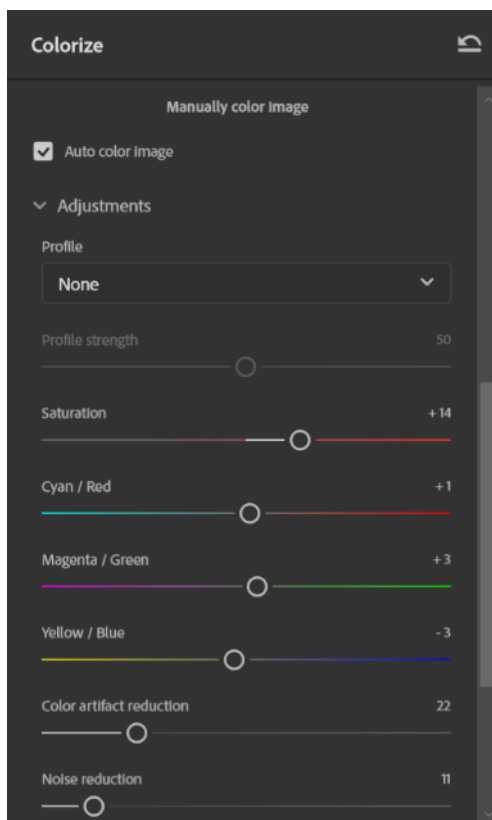 Colorize
Manually color image
Auto color image
Adjustments
Profile
None
Profile strength 50
Saturation +14
Cyan / Red +1
Magenta / Green +3
Yellow / Blue -3
Color artifact reduction 22
Noise reduction 11